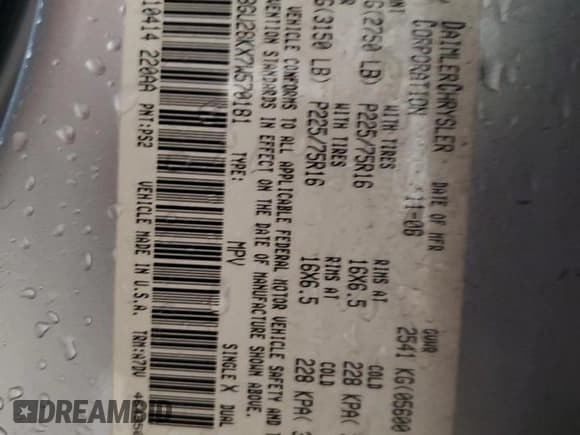 DAIMLERCHRYSLER DATE OF MFR GVWR
CORPORATION 11-06 2541 KG(06600
WITH TIRES RIMS AT COLD
G(2750 LB) P225/75R16 16X6.5 228 KPA(
WITH TIRES RIMS AT COLD
G(3150 LB) P225/75R16 16X6.5 228 KPA(
VEHICLE CONFORMS TO ALL APPLICABLE FEDERAL MOTOR VEHICLE SAFETY AND
VENTION STANDARDS IN EFFECT ON THE DATE OF MANUFACTURE SHOWN ABOVE.
TYPE: MPV SINGLE X DUAL
10414 220AA PNT:PS2 VEHICLE MADE IN U.S.A. TRM:A7DV
DREAMBID